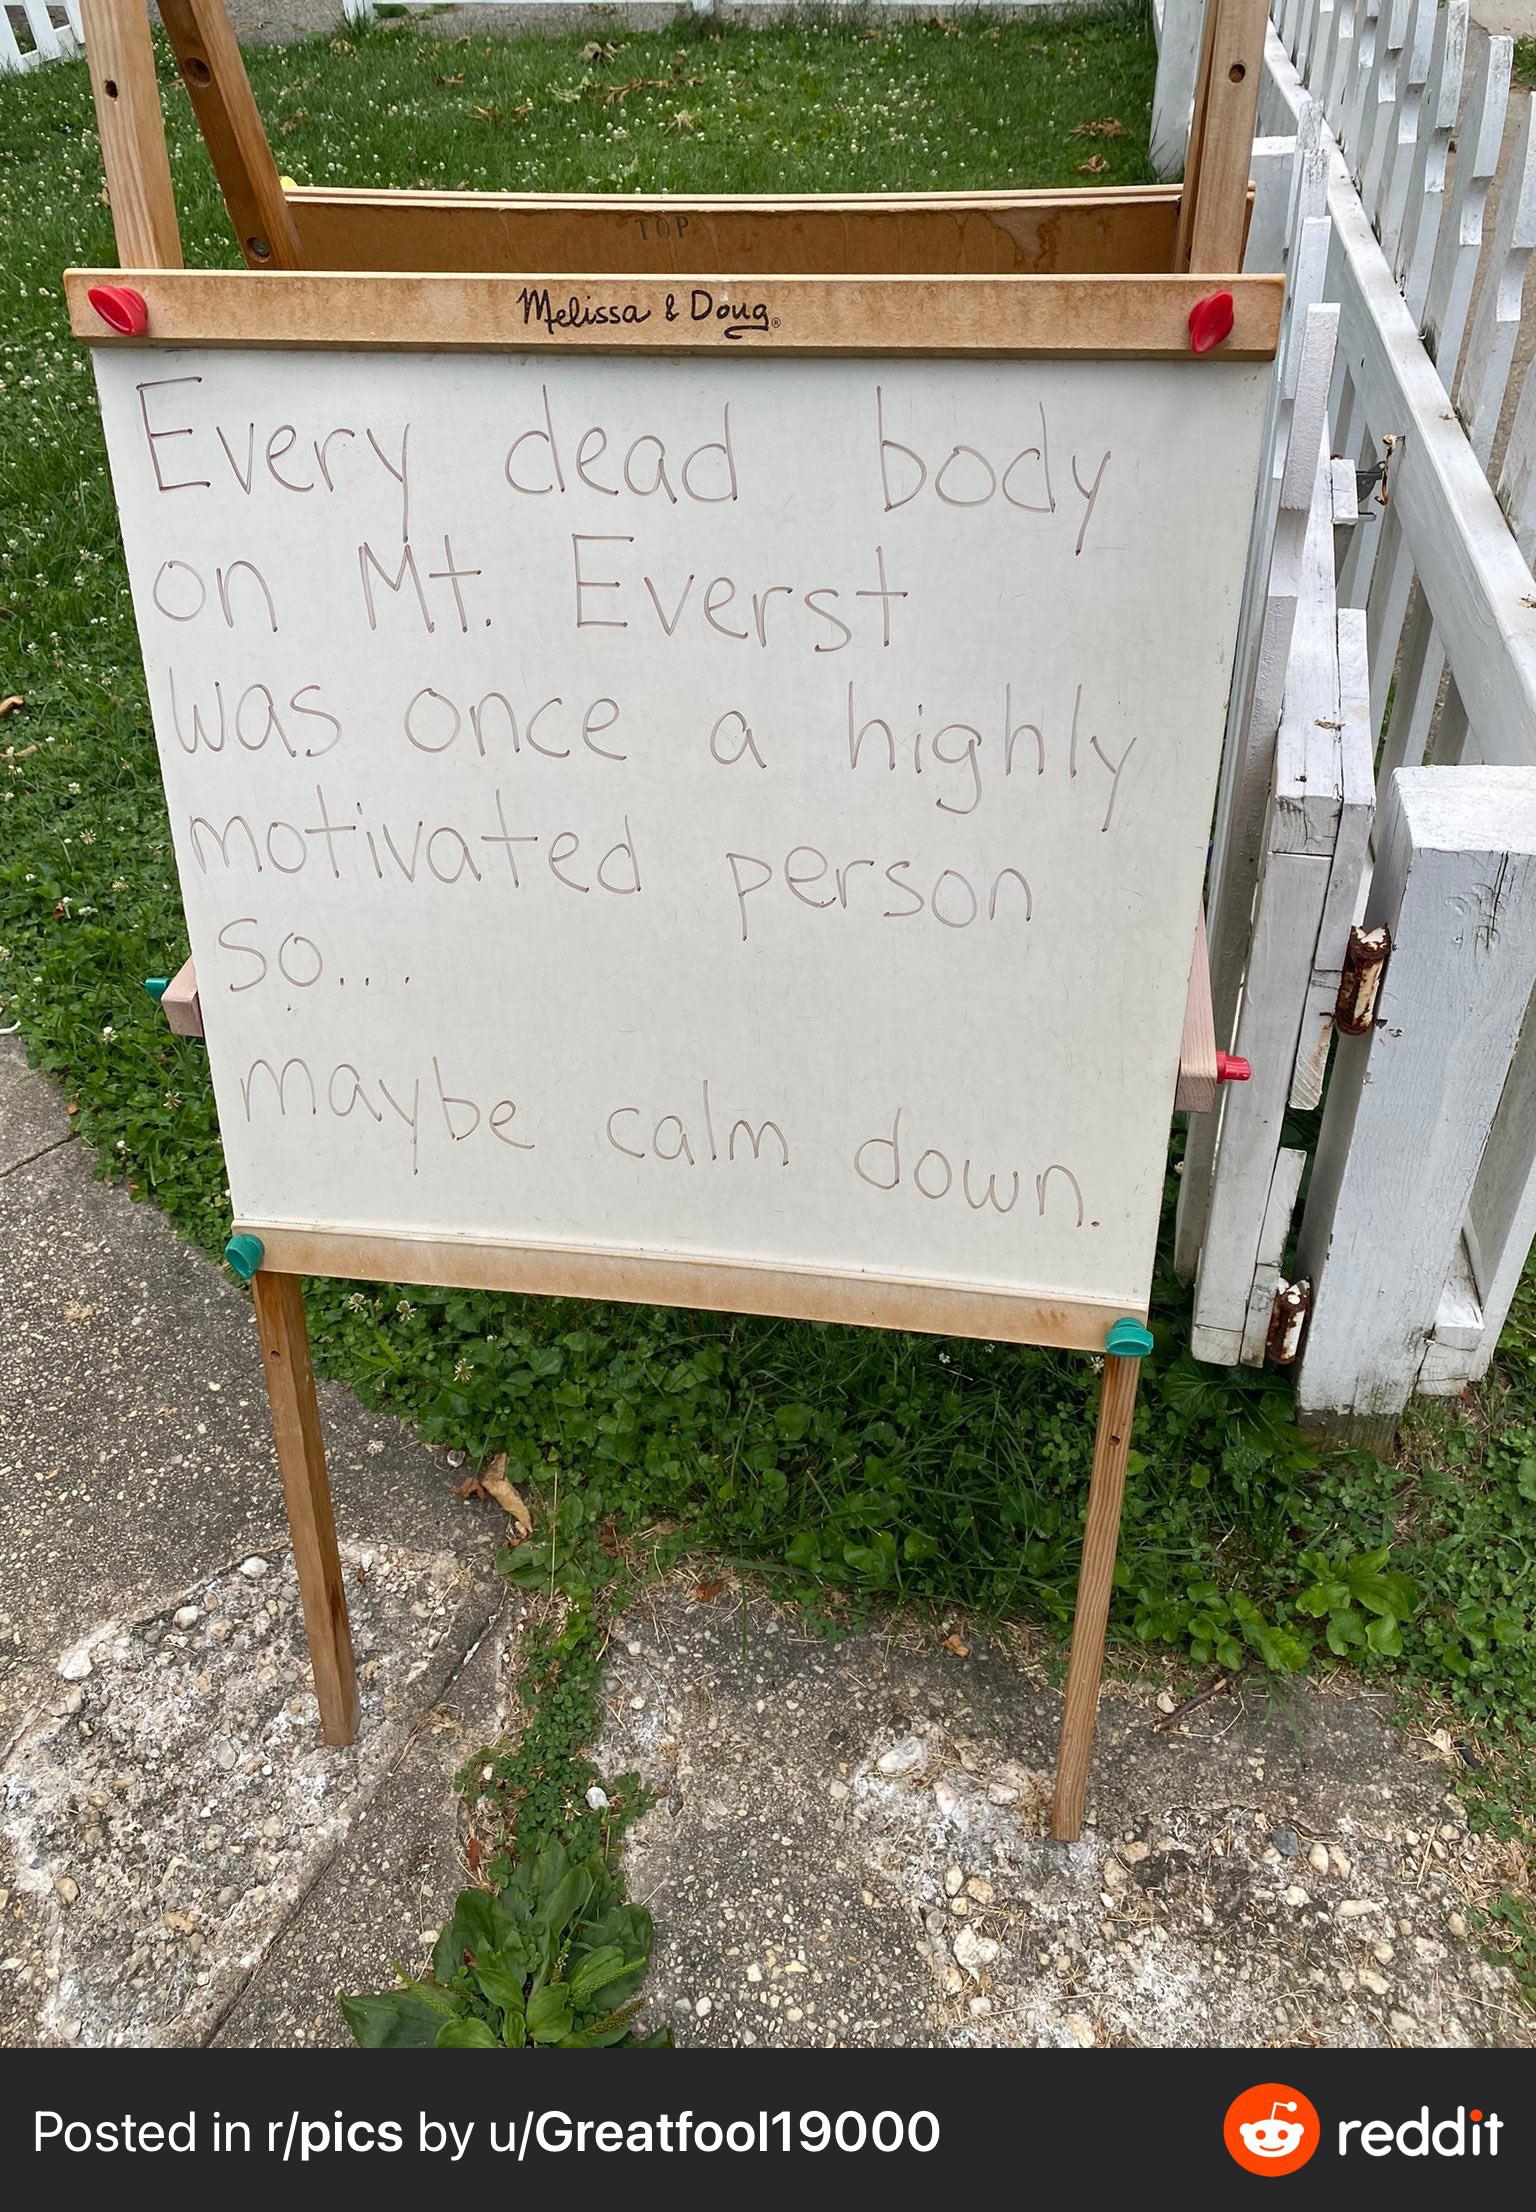 TOP
Melissa & Doug®
Every dead body
on Mt. Everst
was once a highly
motivated person
so...
maybe calm down.
Posted in r/pics by u/Greatfool19000
reddit